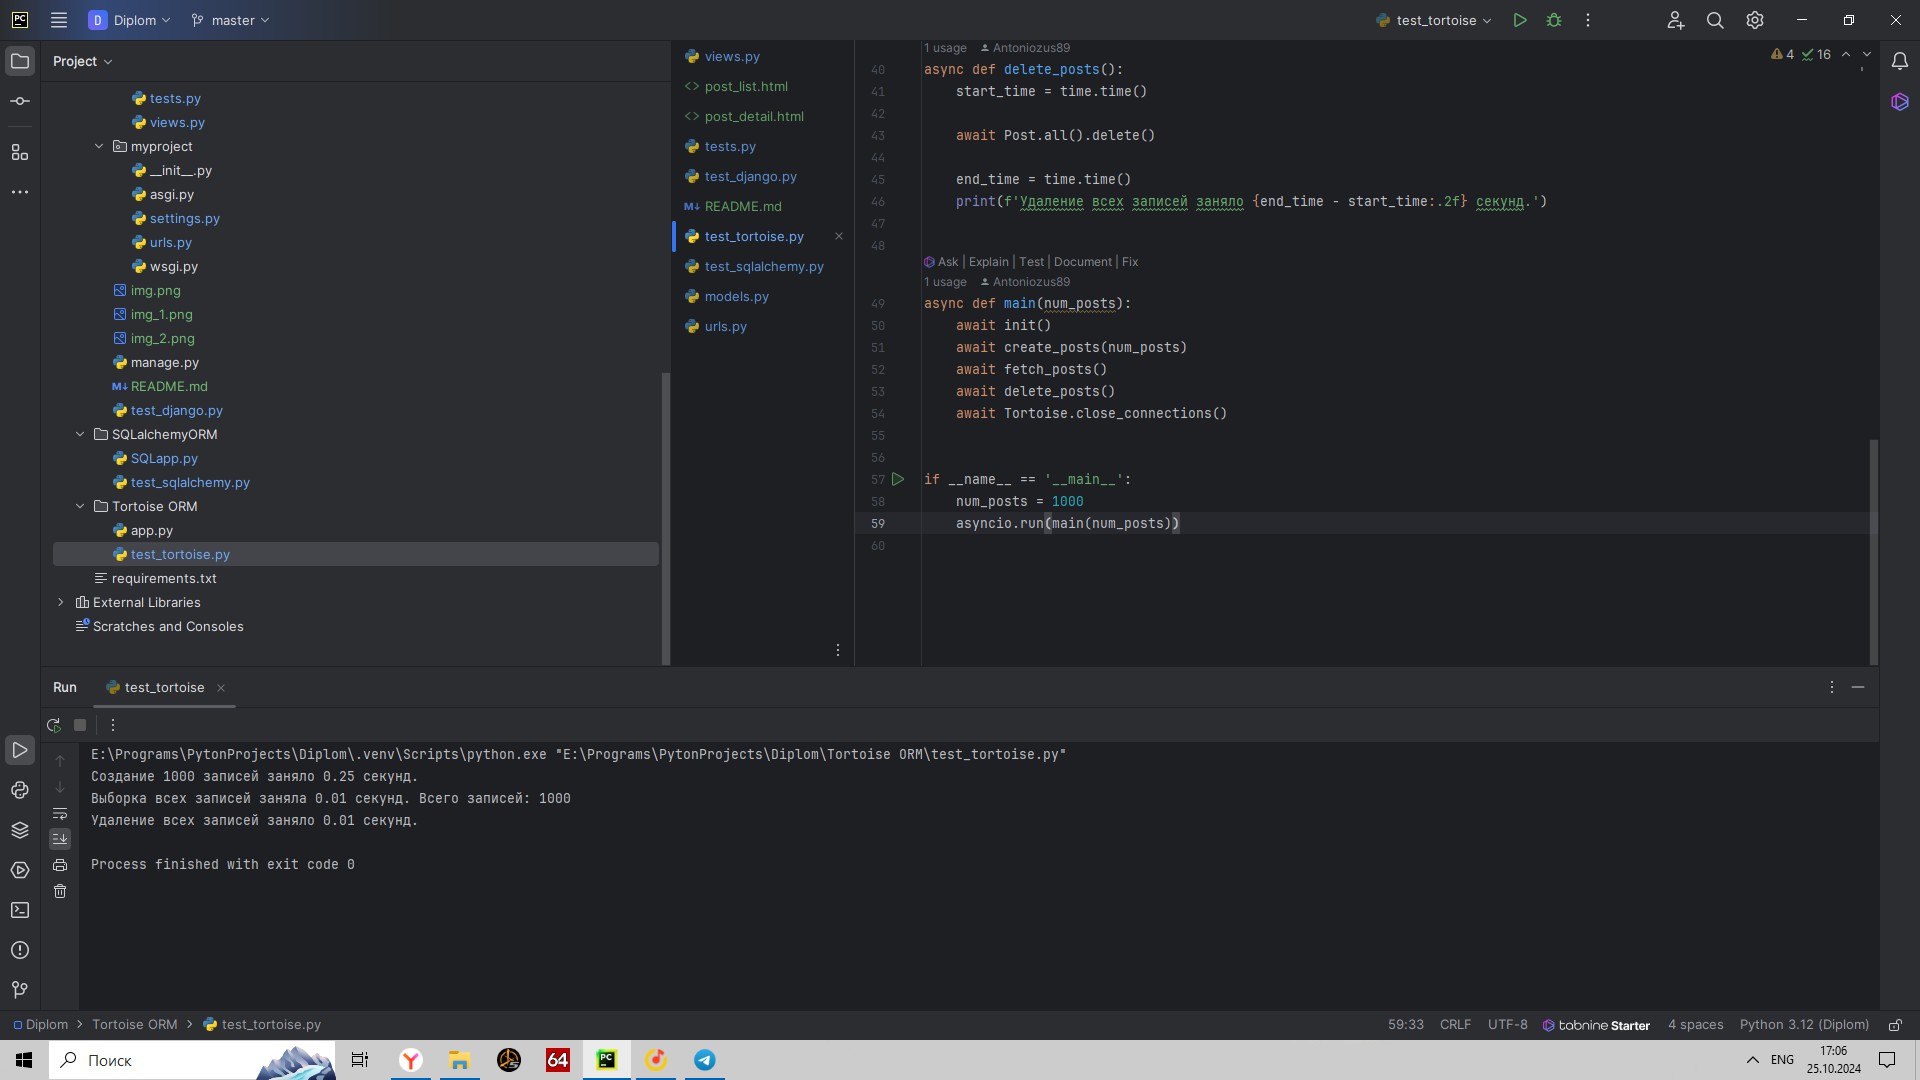 PC
D Diplom
master
test_tortoise
Project
tests.py
views.py
myproject
__init__.py
asgi.py
settings.py
urls.py
wsgi.py
img.png
img_1.png
img_2.png
manage.py
M↓ README.md
test_django.py
SQLalchemyORM
SQLapp.py
test_sqlalchemy.py
Tortoise ORM
app.py
test_tortoise.py
requirements.txt
External Libraries
Scratches and Consoles
views.py
<> post_list.html
<> post_detail.html
tests.py
test_django.py
M↓ README.md
test_tortoise.py
test_sqlalchemy.py
models.py
urls.py
4 16
1 usage Antoniozus89
40 async def delete_posts():
41 start_time = time.time()
42
43 await Post.all().delete()
44
45 end_time = time.time()
46 print(f'Удаление всех записей заняло {end_time - start_time:.2f} секунд.')
47
48
Ask | Explain | Test | Document | Fix
1 usage Antoniozus89
49 async def main(num_posts):
50 await init()
51 await create_posts(num_posts)
52 await fetch_posts()
53 await delete_posts()
54 await Tortoise.close_connections()
55
56
57 if __name__ == '__main__':
58 num_posts = 1000
59 asyncio.run(main(num_posts))
60
Run test_tortoise
E:\Programs\PytonProjects\Diplom\.venv\Scripts\python.exe "E:\Programs\PytonProjects\Diplom\Tortoise ORM\test_tortoise.py"
Создание 1000 записей заняло 0.25 секунд.
Выборка всех записей заняла 0.01 секунд. Всего записей: 1000
Удаление всех записей заняло 0.01 секунд.
Process finished with exit code 0
Diplom > Tortoise ORM > test_tortoise.py
59:33 CRLF UTF-8 tabnine Starter 4 spaces Python 3.12 (Diplom)
Поиск
Y
64
PC
ENG
17:06
25.10.2024